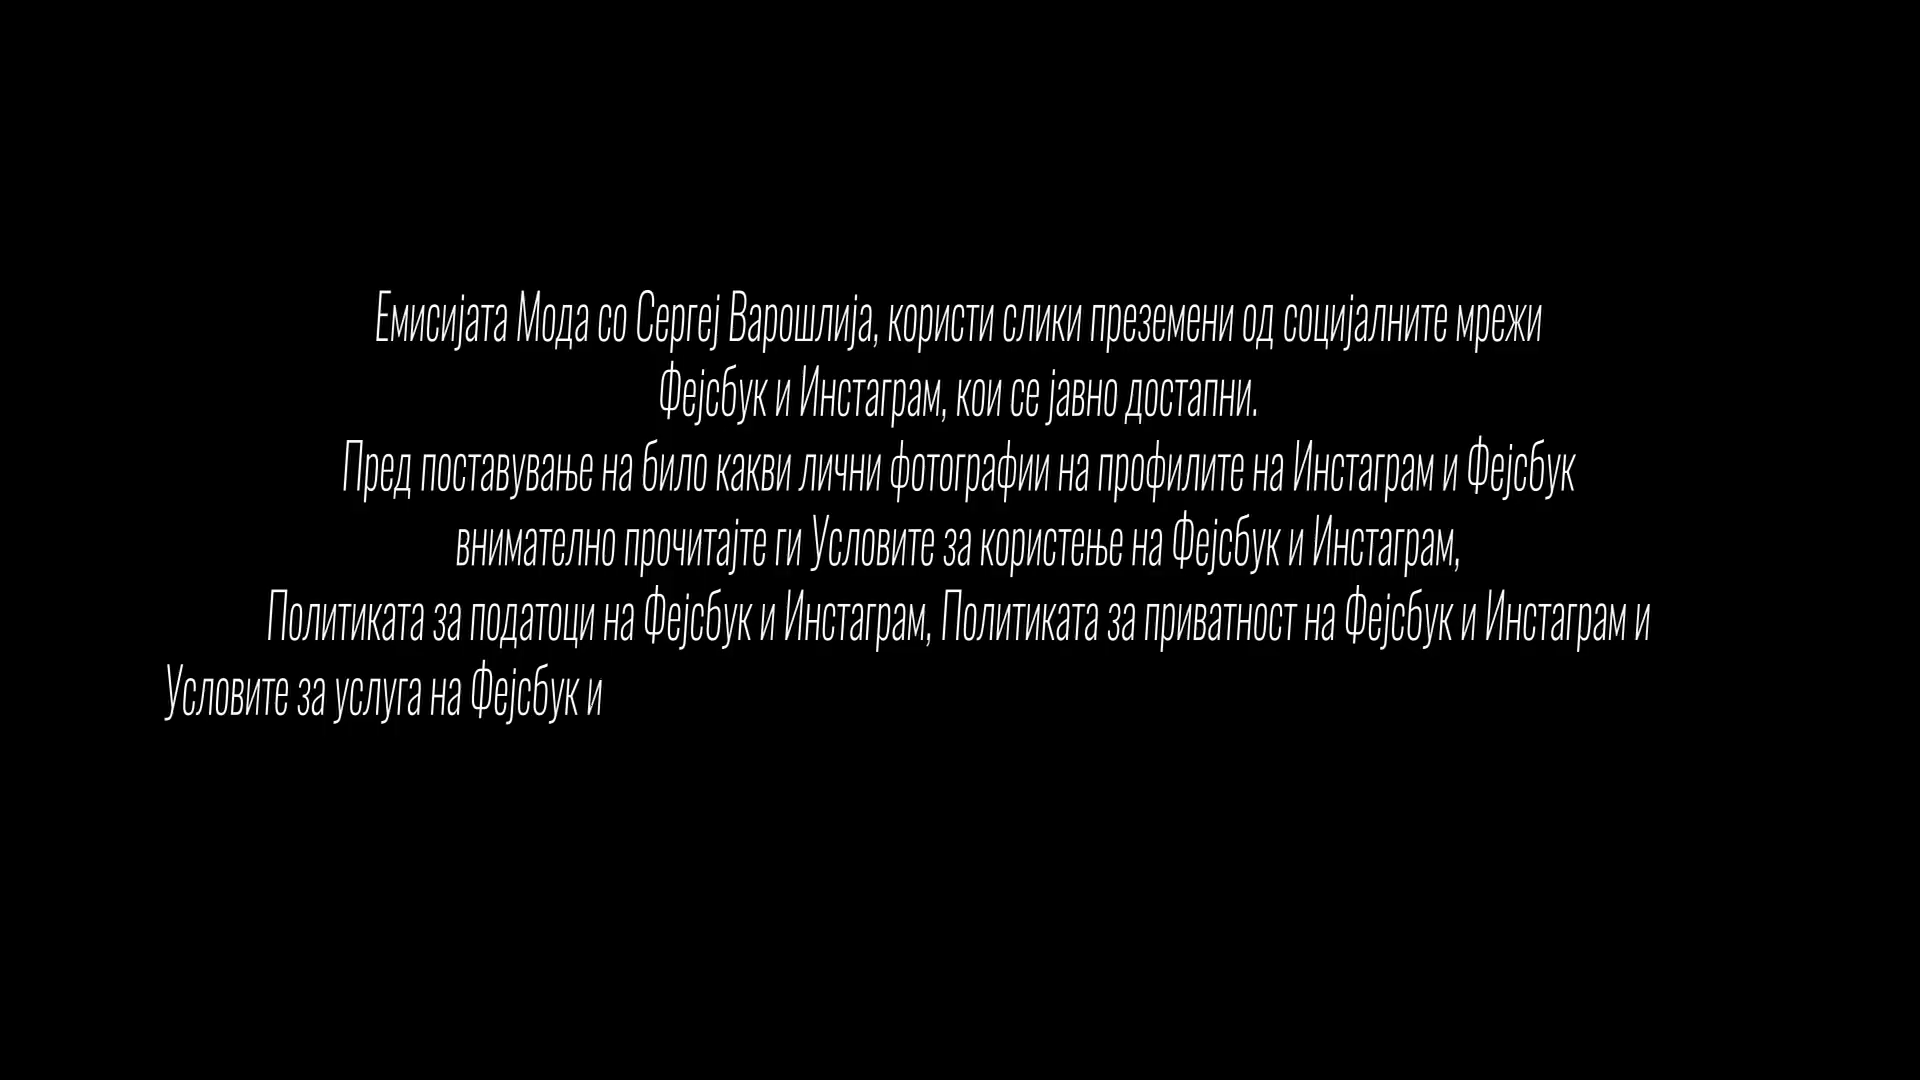 Емисијата Мода со Сергеј Варошлија, користи слики преземени од социјалните мрежи
Фејсбук и Инстаграм, кои се јавно достапни.
Пред поставување на било какви лични фотографии на профилите на Инстаграм и Фејсбук
внимателно прочитајте ги Условите за користење на Фејсбук и Инстаграм,
Политиката за податоци на Фејсбук и Инстаграм, Политиката за приватност на Фејсбук и Инстаграм и
Условите за услуга на Фејсбук и